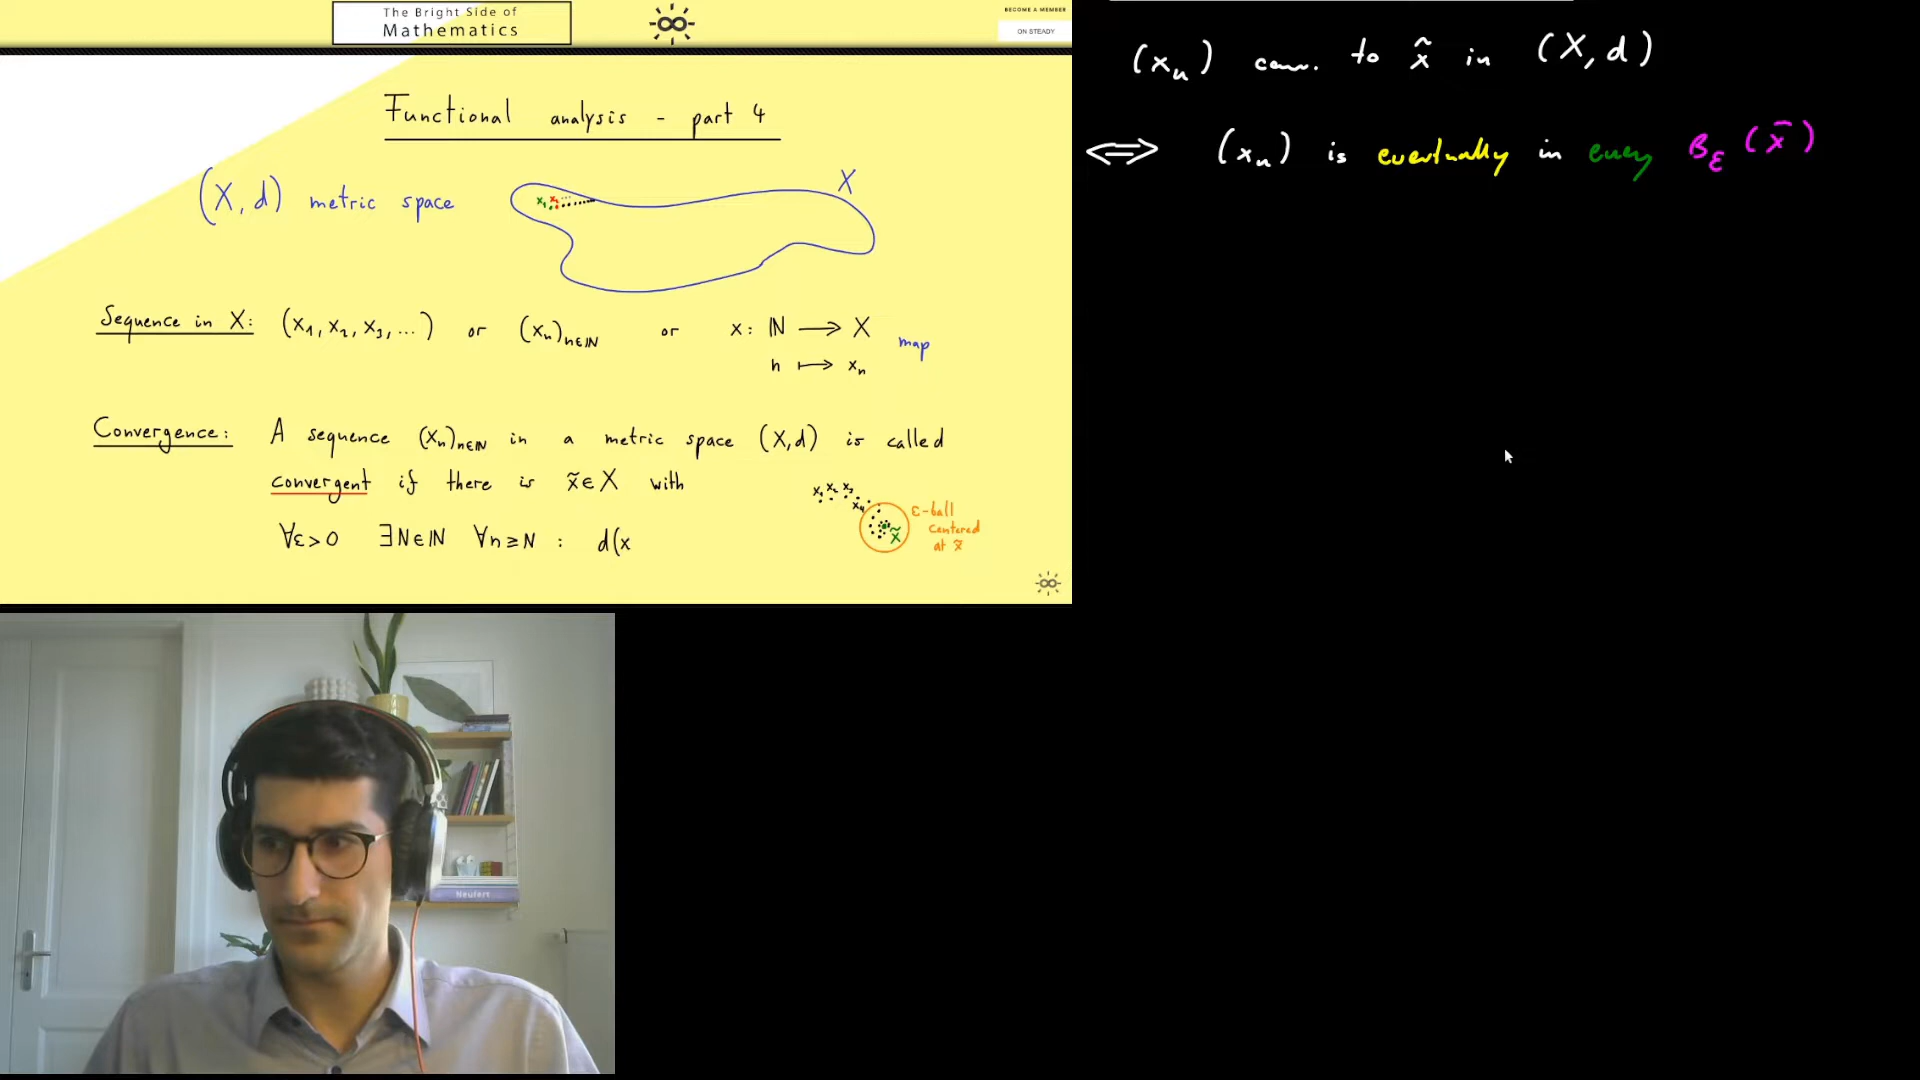 The Bright Side of
Mathematics
BECOME A MEMBER
ON STEADY
Functional analysis - part 4
(X, d) metric space
X
x₁ x₂
Sequence in X: (x₁, x₂, x₃, ...) or (xₙ)ₙ∈ℕ or x: ℕ ⟶ X map
n ⟼ xₙ
Convergence: A sequence (xₙ)ₙ∈ℕ in a metric space (X,d) is called
convergent if there is x̃ ∈ X with
x₁ x₂ x₃
x₄
ε-ball
centered
at x̃
x̃
∀ε>0 ∃N∈ℕ ∀n≥N : d(x
(xₙ) conv. to x̃ in (X, d)
⟺ (xₙ) is eventually in every B_ε (x̃)
Neufert